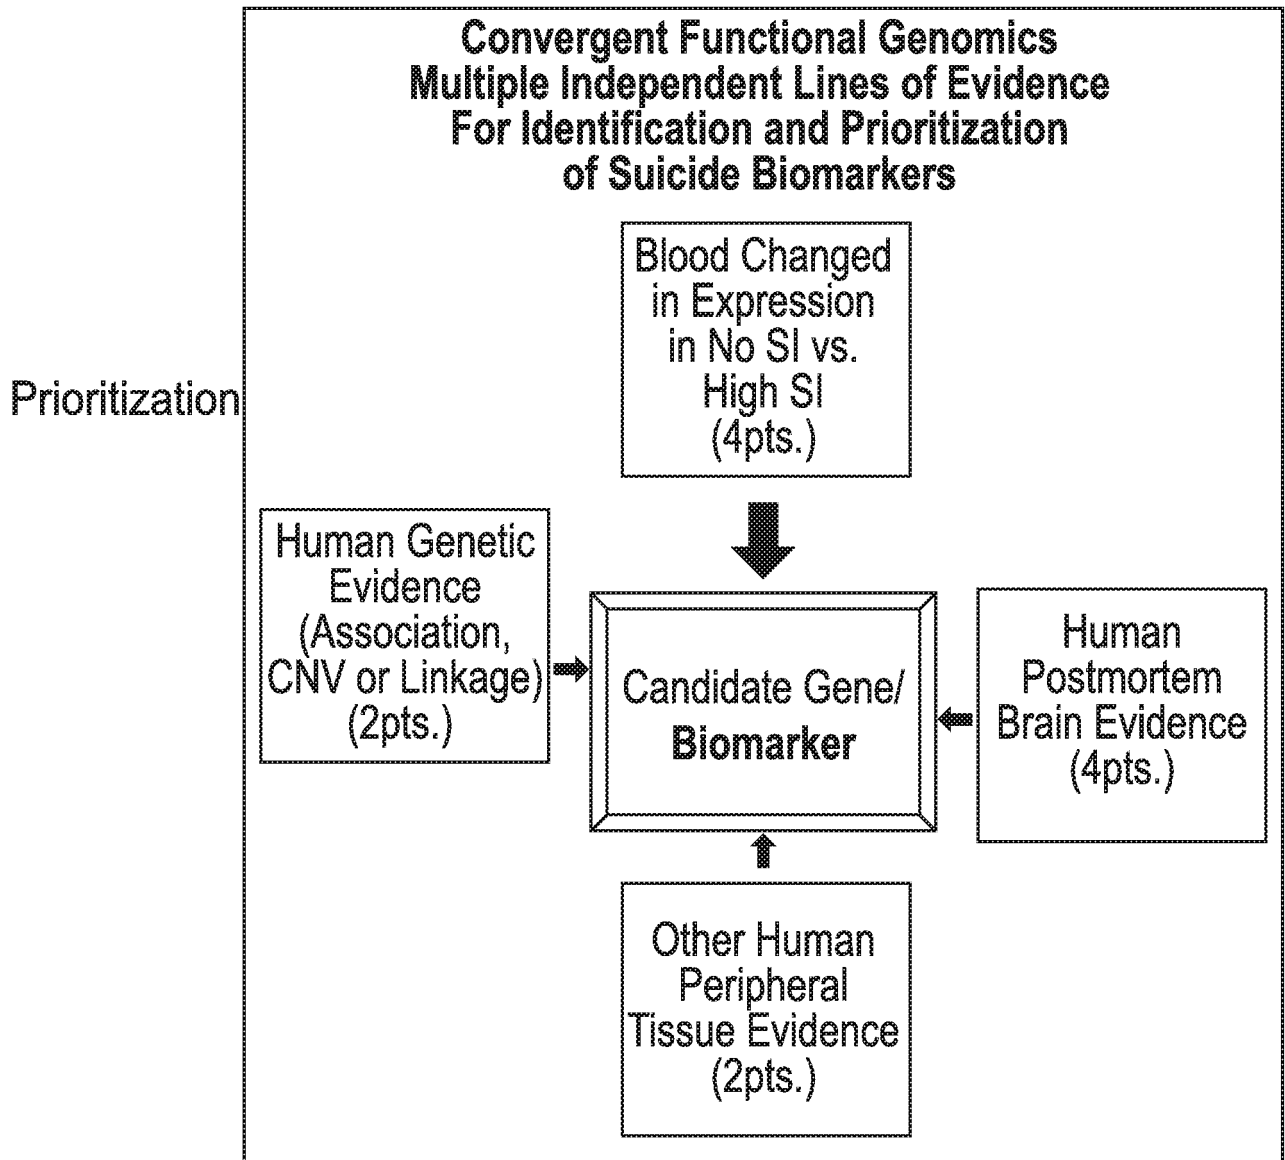 Convergent Functional Genomics
Multiple Independent Lines of Evidence
For Identification and Prioritization
of Suicide Biomarkers
Blood Changed
in Expression
in No SI vs.
High SI
(4pts.)
Prioritization
Human Genetic
Evidence
(Association,
CNV or Linkage)
(2pts.)
Candidate Gene/
Biomarker
Human
Postmortem
Brain Evidence
(4pts.)
Other Human
Peripheral
Tissue Evidence
(2pts.)